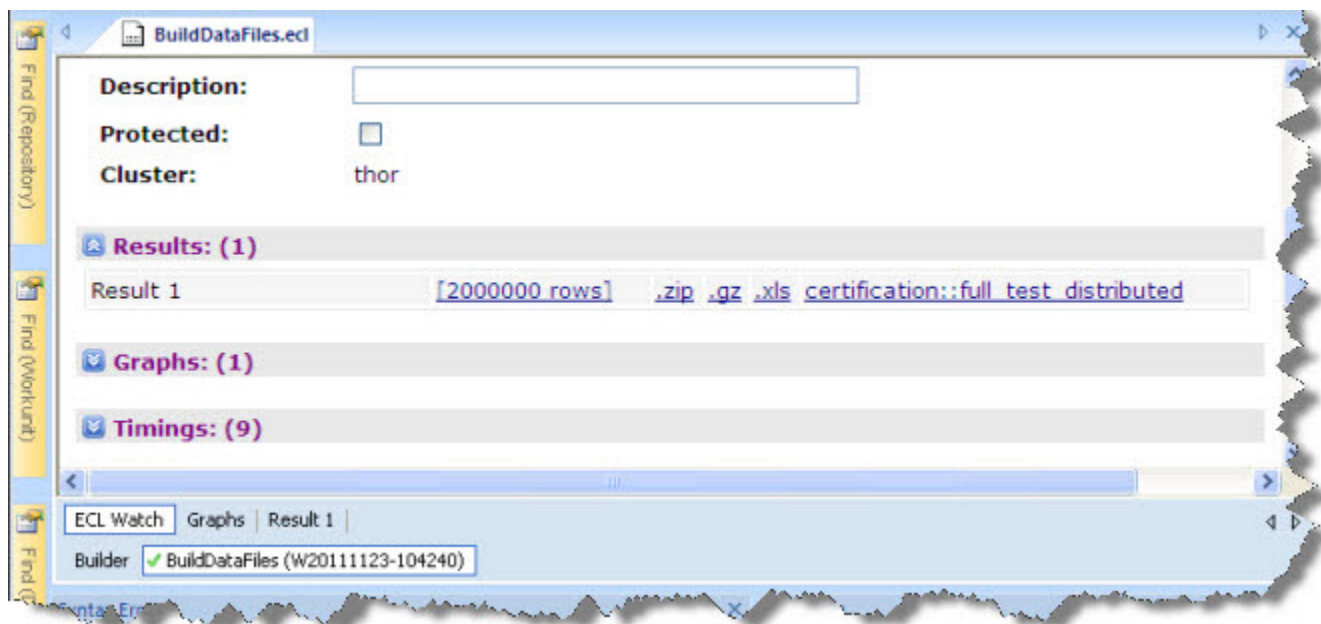 BuildDataFiles.ecl
Find (Repository)
Description:
Protected:
Cluster: thor
Results: (1)
Result 1 [2000000 rows] .zip .gz .xls certification::full_test_distributed
Find (Workunit)
Graphs: (1)
Timings: (9)
ECL Watch Graphs Result 1
Find
Builder BuildDataFiles (W20111123-104240)